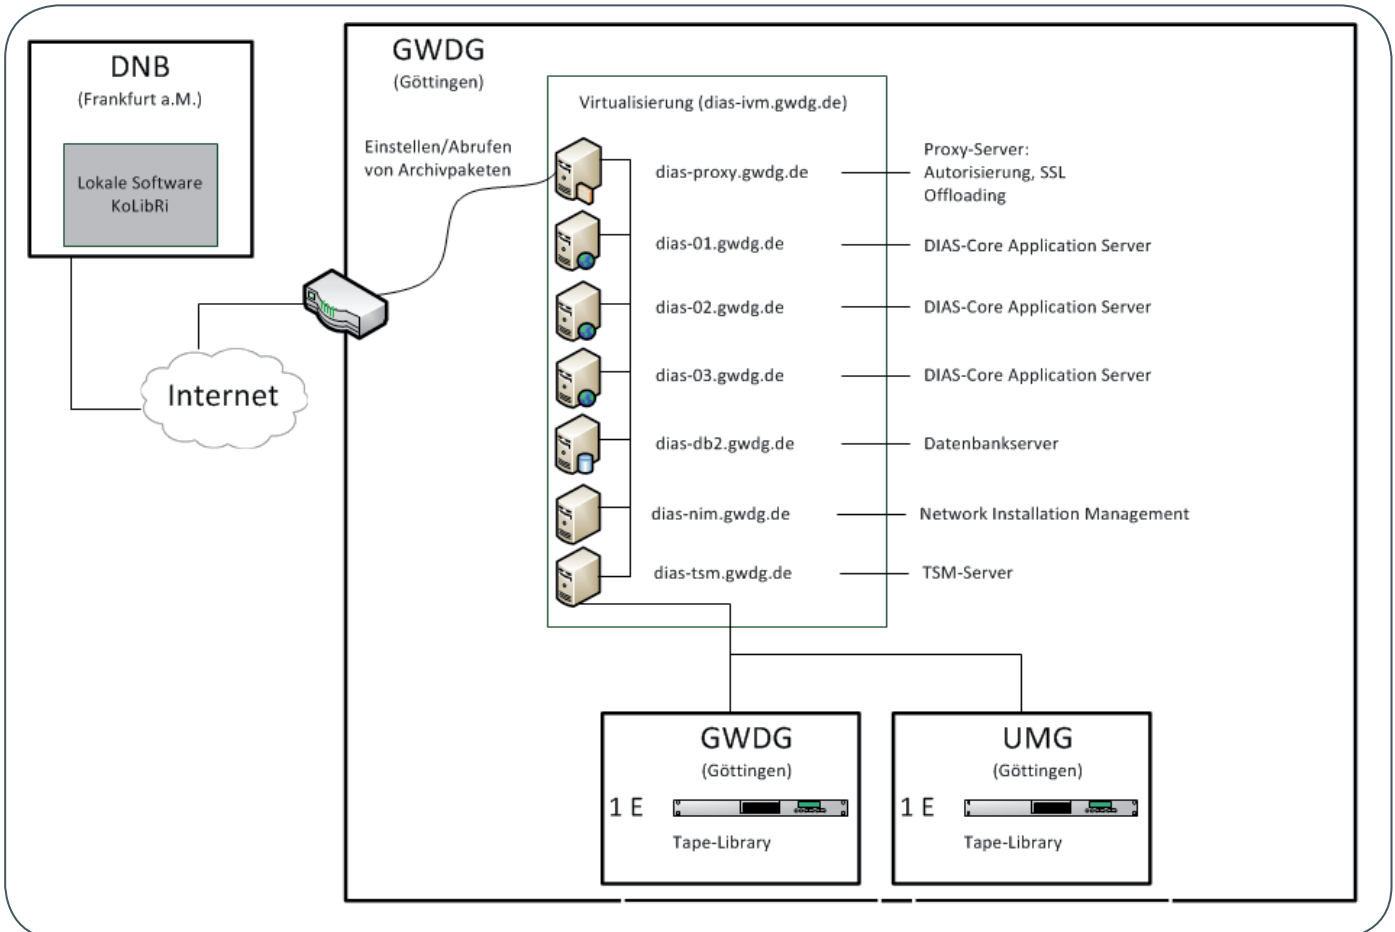 DNB
(Frankfurt a.M.)
Lokale Software
KoLibRi
Internet
GWDG
(Göttingen)
Einstellen/Abrufen
von Archivpaketen
Virtualisierung (dias-ivm.gwdg.de)
dias-proxy.gwdg.de
Proxy-Server:
Autorisierung, SSL
Offloading
dias-01.gwdg.de
DIAS-Core Application Server
dias-02.gwdg.de
DIAS-Core Application Server
dias-03.gwdg.de
DIAS-Core Application Server
dias-db2.gwdg.de
Datenbankserver
dias-nim.gwdg.de
Network Installation Management
dias-tsm.gwdg.de
TSM-Server
GWDG
(Göttingen)
1 E
Tape-Library
UMG
(Göttingen)
1 E
Tape-Library